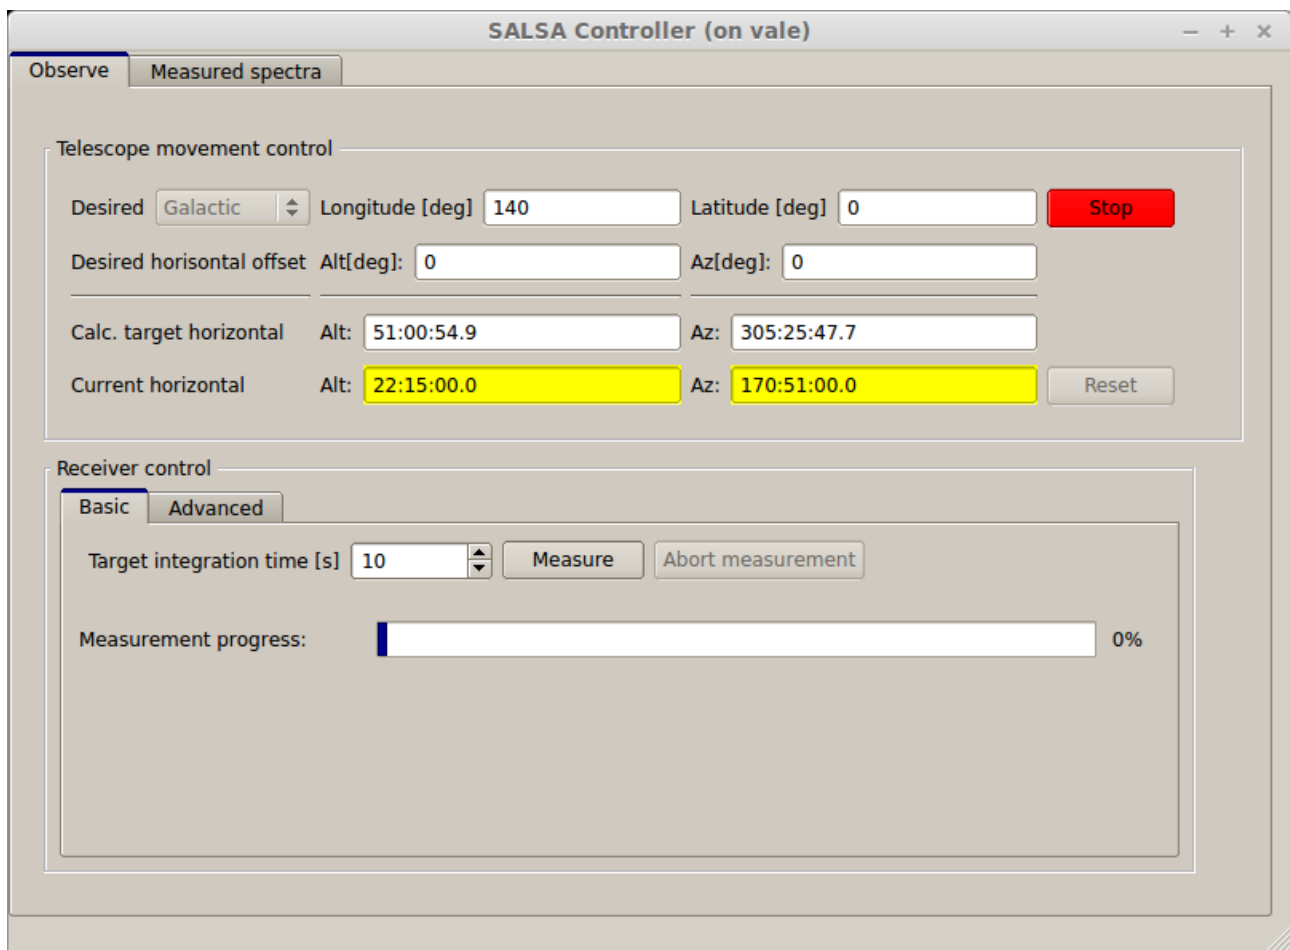 SALSA Controller (on vale)
Observe Measured spectra
Telescope movement control
Desired Galactic Longitude [deg] 140 Latitude [deg] 0 Stop
Desired horisontal offset Alt[deg]: 0 Az[deg]: 0
Calc. target horizontal Alt: 51:00:54.9 Az: 305:25:47.7
Current horizontal Alt: 22:15:00.0 Az: 170:51:00.0 Reset
Receiver control
Basic Advanced
Target integration time [s] 10 Measure Abort measurement
Measurement progress: 0%